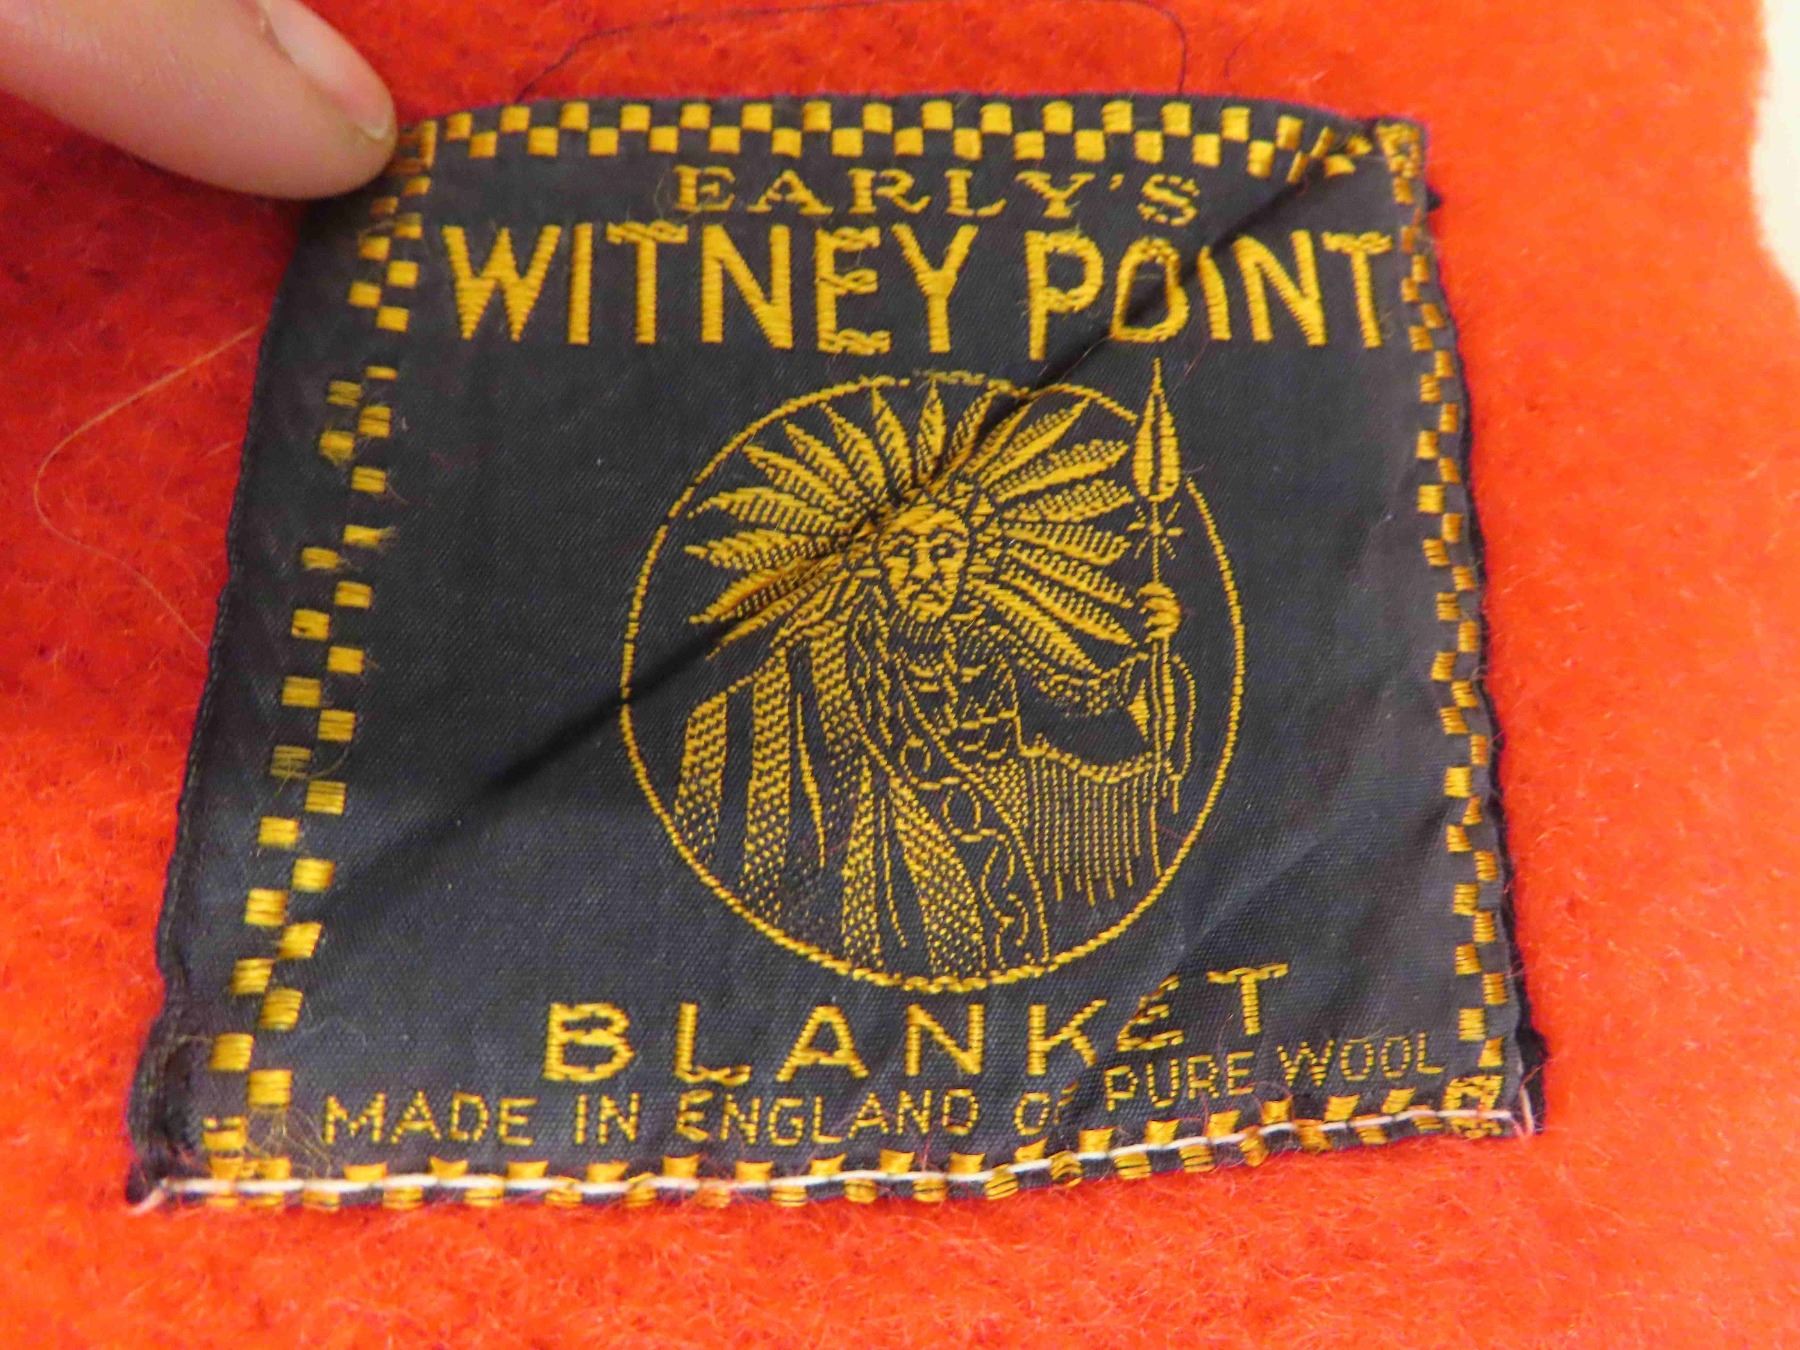 EARLY'S
WITNEY POINT
BLANKET
MADE IN ENGLAND OF PURE WOOL